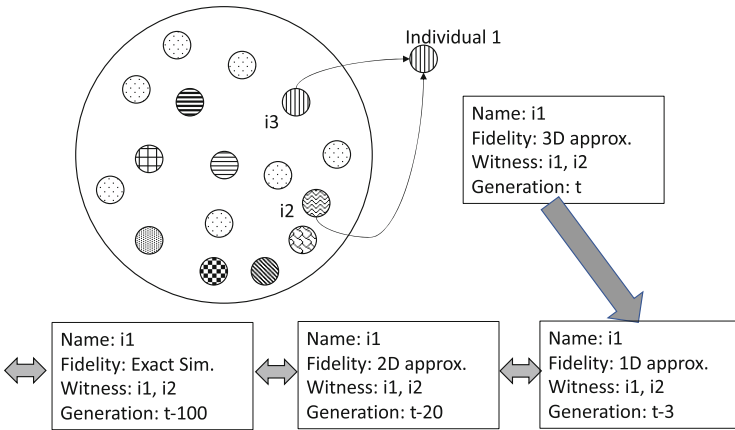 Individual 1
i3
i2
Name: i1
Fidelity: 3D approx.
Witness: i1, i2
Generation: t
Name: i1
Fidelity: Exact Sim.
Witness: i1, i2
Generation: t-100
Name: i1
Fidelity: 2D approx.
Witness: i1, i2
Generation: t-20
Name: i1
Fidelity: 1D approx.
Witness: i1, i2
Generation: t-3